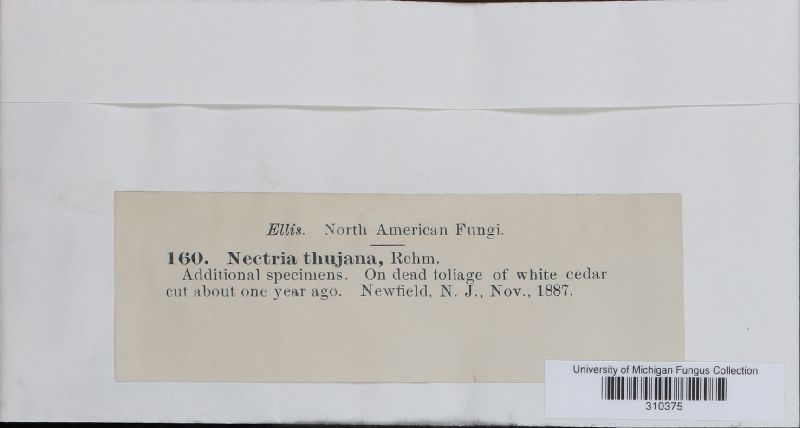 Ellis. North American Fungi.
160. Nectria thujana, Rehm.
Additional specimens. On dead foliage of white cedar
cut about one year ago. Newfield, N. J., Nov., 1887.
University of Michigan Fungus Collection
310375